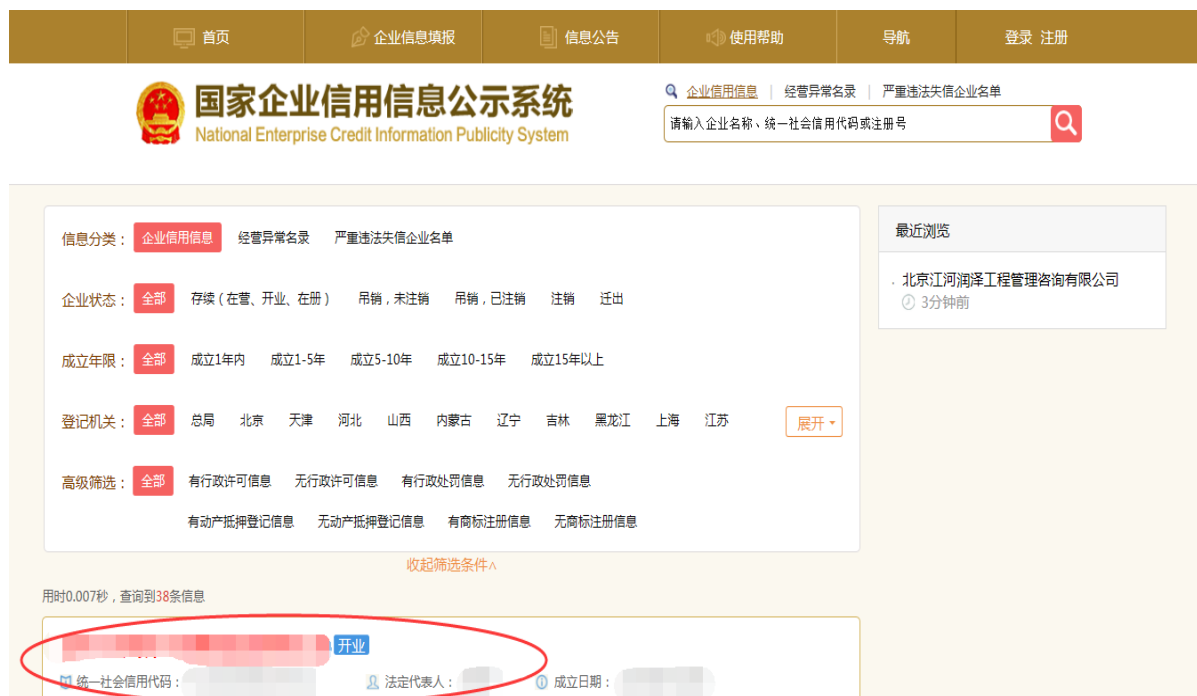 首页 企业信息填报 信息公告 使用帮助 导航 登录 注册
国家企业信用信息公示系统
National Enterprise Credit Information Publicity System
企业信用信息 | 经营异常名录 | 严重违法失信企业名单
请输入企业名称、统一社会信用代码或注册号
信息分类： 企业信用信息 经营异常名录 严重违法失信企业名单
企业状态： 全部 存续（在营、开业、在册） 吊销，未注销 吊销，已注销 注销 迁出
成立年限： 全部 成立1年内 成立1-5年 成立5-10年 成立10-15年 成立15年以上
登记机关： 全部 总局 北京 天津 河北 山西 内蒙古 辽宁 吉林 黑龙江 上海 江苏 展开
高级筛选： 全部 有行政许可信息 无行政许可信息 有行政处罚信息 无行政处罚信息
有动产抵押登记信息 无动产抵押登记信息 有商标注册信息 无商标注册信息
收起筛选条件∧
最近浏览
. 北京江河润泽工程管理咨询有限公司
3分钟前
用时0.007秒，查询到38条信息
开业
统一社会信用代码： 法定代表人： 成立日期：